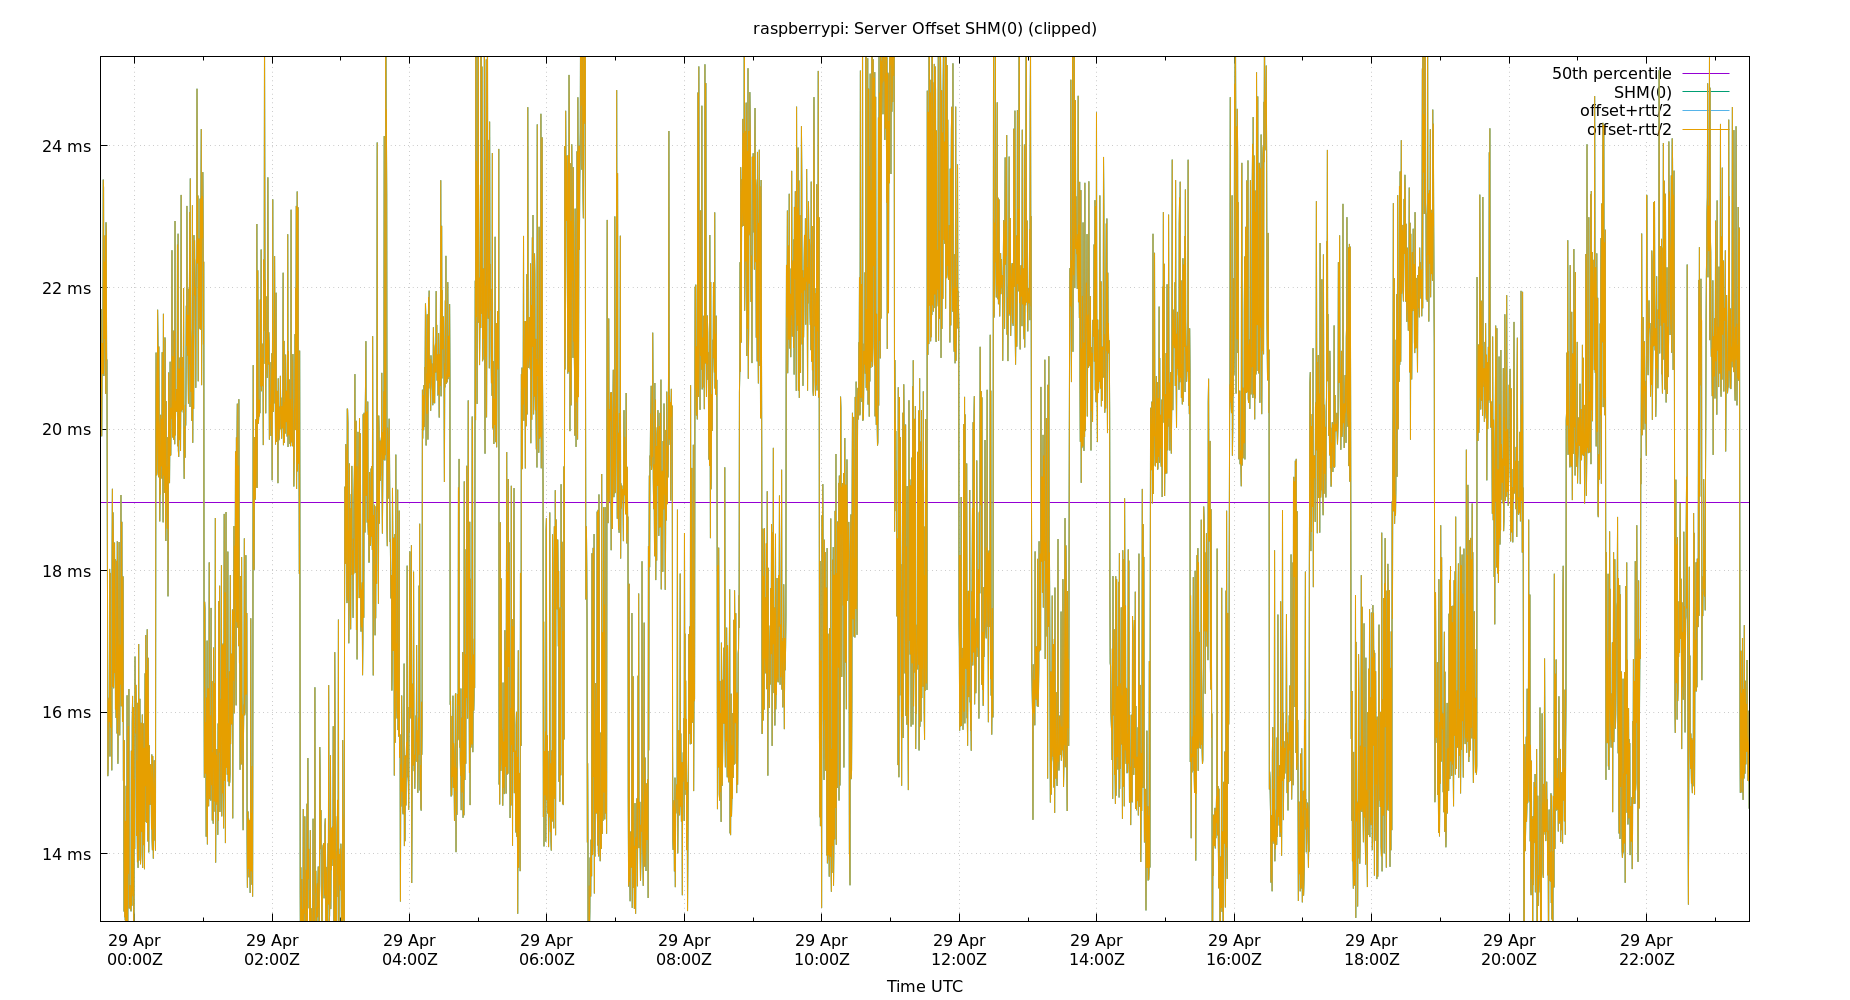 raspberrypi: Server Offset SHM(0) (clipped)
50th percentile
SHM(0)
offset+rtt/2
offset-rtt/2
24 ms
22 ms
20 ms
18 ms
16 ms
14 ms
29 Apr 29 Apr 29 Apr 29 Apr 29 Apr 29 Apr 29 Apr 29 Apr 29 Apr 29 Apr 29 Apr 29 Apr
00:00Z 02:00Z 04:00Z 06:00Z 08:00Z 10:00Z 12:00Z 14:00Z 16:00Z 18:00Z 20:00Z 22:00Z
Time UTC